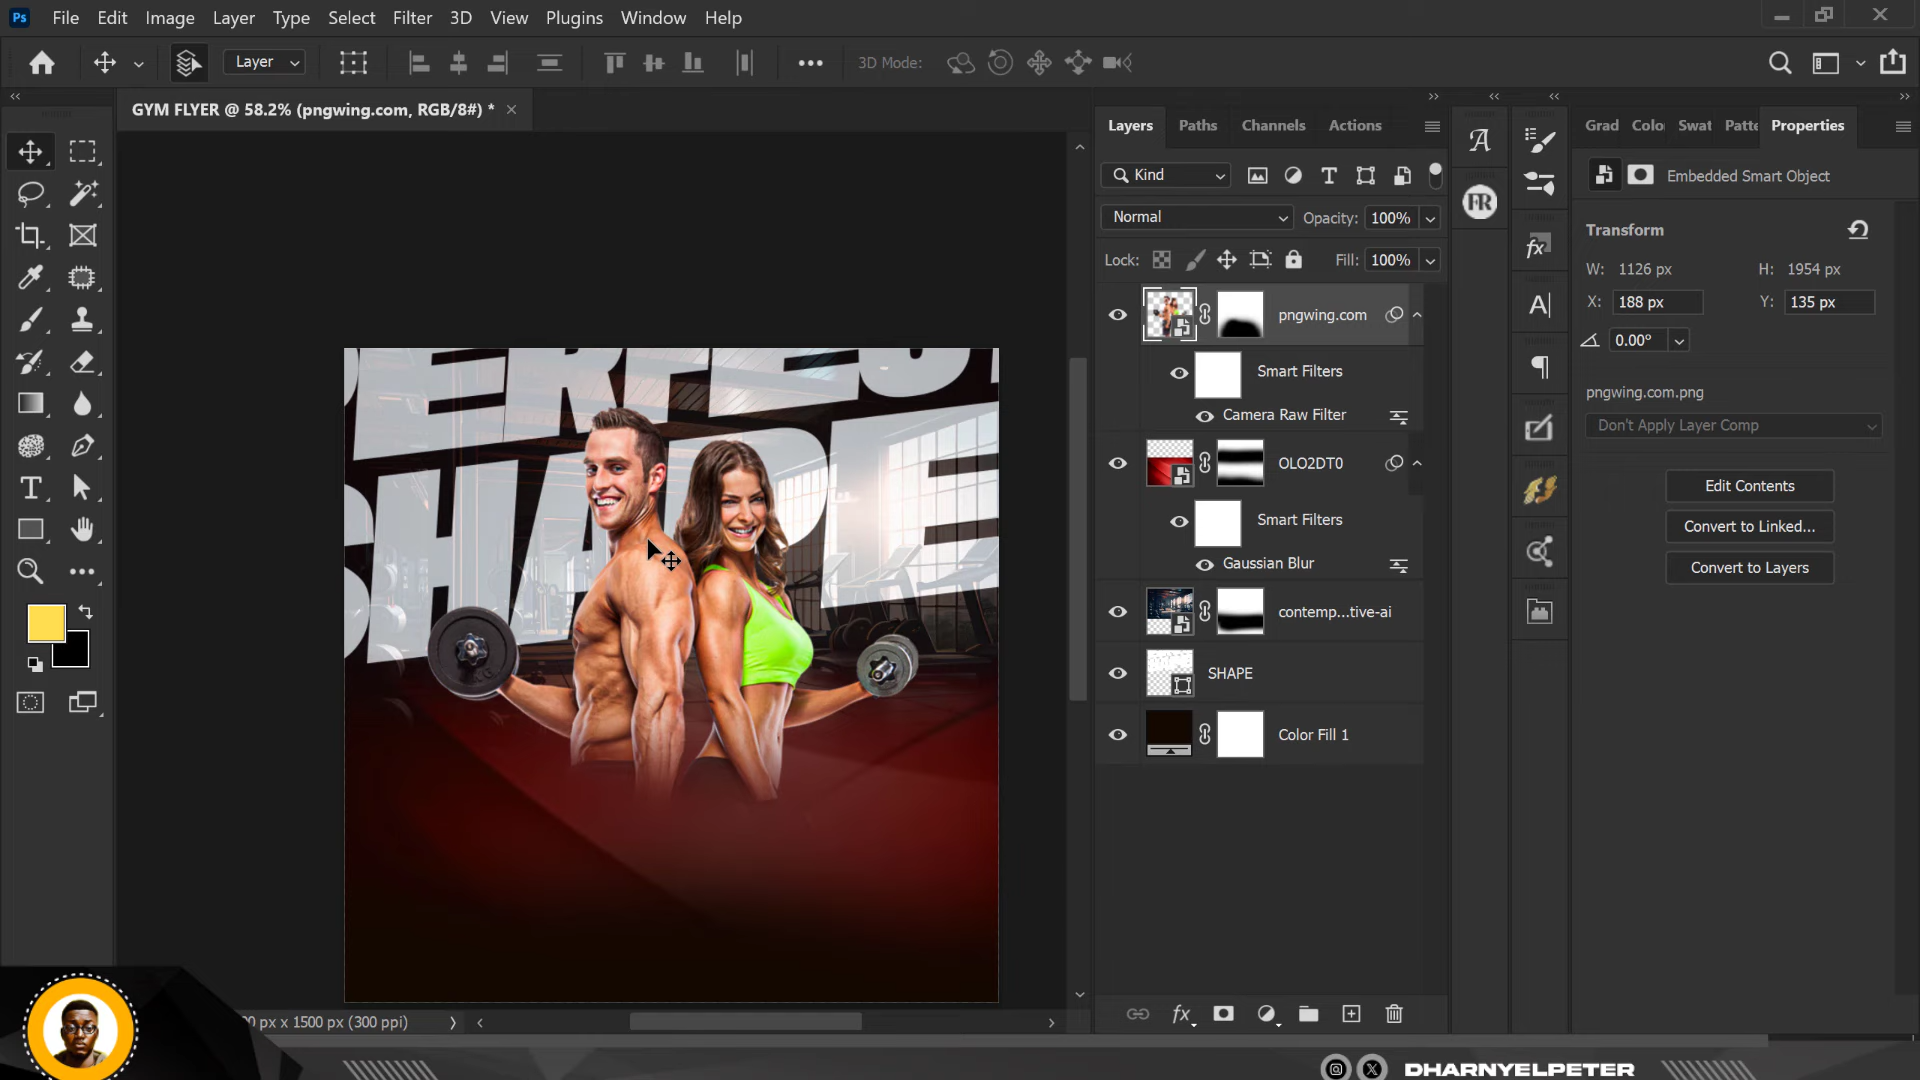 Ps File Edit Image Layer Type Select Filter 3D View Plugins Window Help
Layer 3D Mode:
GYM FLYER @ 58.2% (pngwing.com, RGB/8#) *
Layers Paths Channels Actions
Grad Colo Swat Patte Properties
Kind
Embedded Smart Object
Normal Opacity: 100%
Lock: Fill: 100%
Transform
W: 1126 px H: 1954 px
X: 188 px Y: 135 px
0.00°
pngwing.com
Smart Filters
Camera Raw Filter
pngwing.com.png
Don't Apply Layer Comp
OLO2DT0
Edit Contents
Smart Filters
Convert to Linked...
Gaussian Blur
Convert to Layers
contemp...tive-ai
SHAPE
Color Fill 1
FR
PERFECT
SHAPE
0 px x 1500 px (300 ppi)
DHARNYELPETER